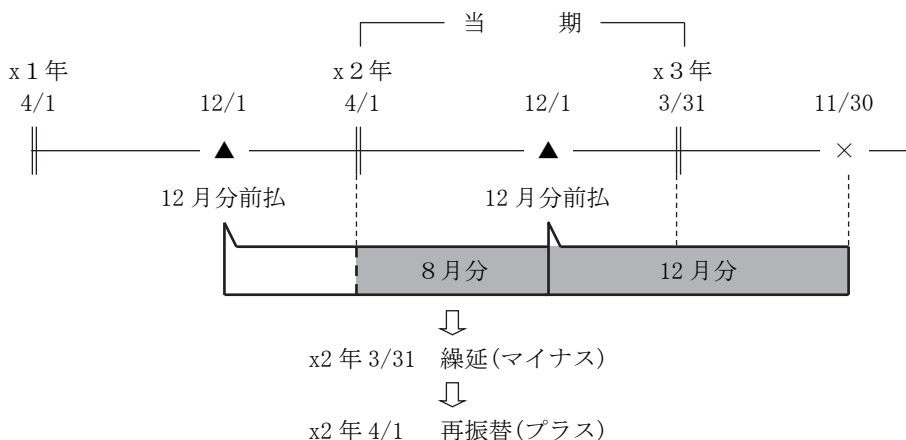 当 期
x1年 x2年 x3年
4/1 12/1 4/1 12/1 3/31 11/30
12月分前払 12月分前払
8月分 12月分
x2年3/31 繰延(マイナス)
x2年4/1 再振替(プラス)